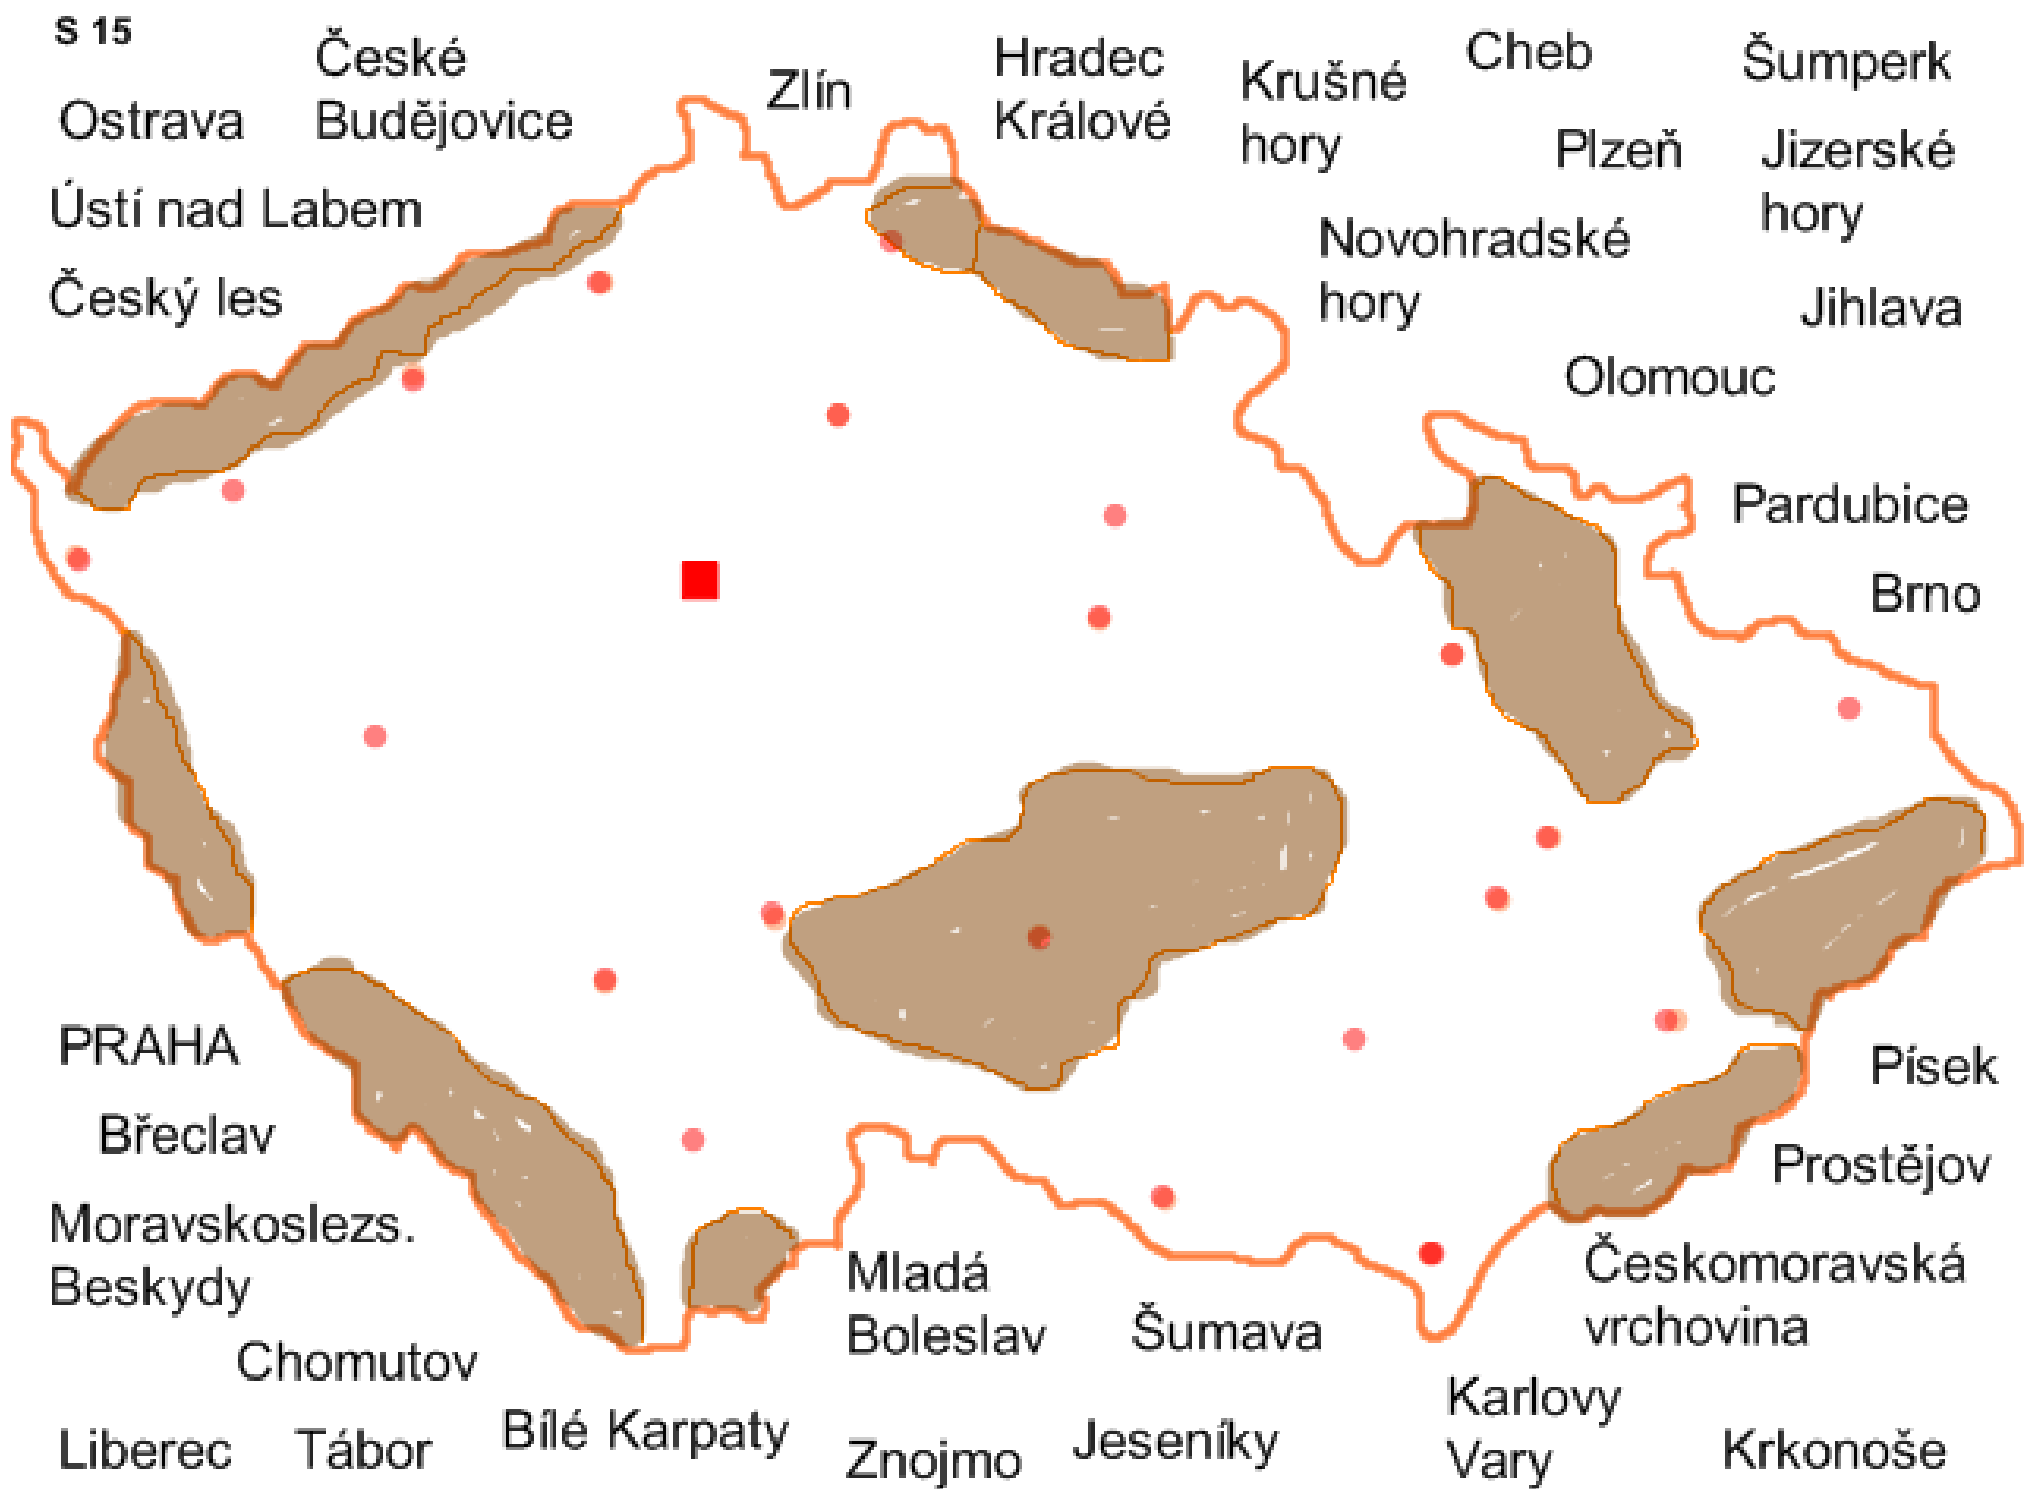 S 15
České
Budějovice
Zlín
Hradec
Králové
Krušné
hory
Cheb
Šumperk
Ostrava
Plzeň
Jizerské
hory
Ústí nad Labem
Novohradské
hory
Český les
Jihlava
Olomouc
Pardubice
Brno
PRAHA
Písek
Břeclav
Prostějov
Moravskoslezs.
Beskydy
Mladá
Boleslav
Šumava
Českomoravská
vrchovina
Chomutov
Karlovy
Vary
Liberec
Tábor
Bílé Karpaty
Znojmo
Jeseníky
Krkonoše